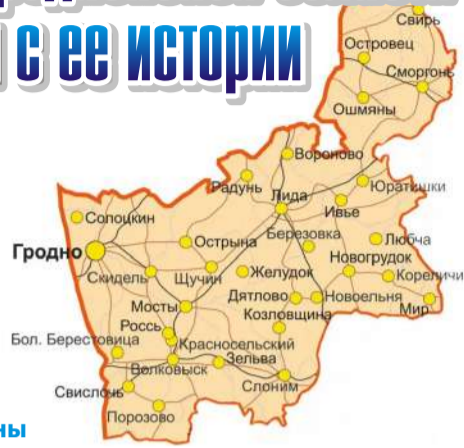 с ее истории
Свирь
Островец
Сморгонь
Ошмяны
Вороново
Радунь
Лида
Юратишки
Ивье
Сопоцкин
Гродно
Острына
Березовка
Любча
Новогрудок
Скидель
Щучин
Желудок
Кореличи
Мосты
Дятлово
Новоельня
Мир
Козловщина
Россь
Бол. Берестовица
Красносельский
Зельва
Волковыск
Слоним
Свислочь
Порозово
ны